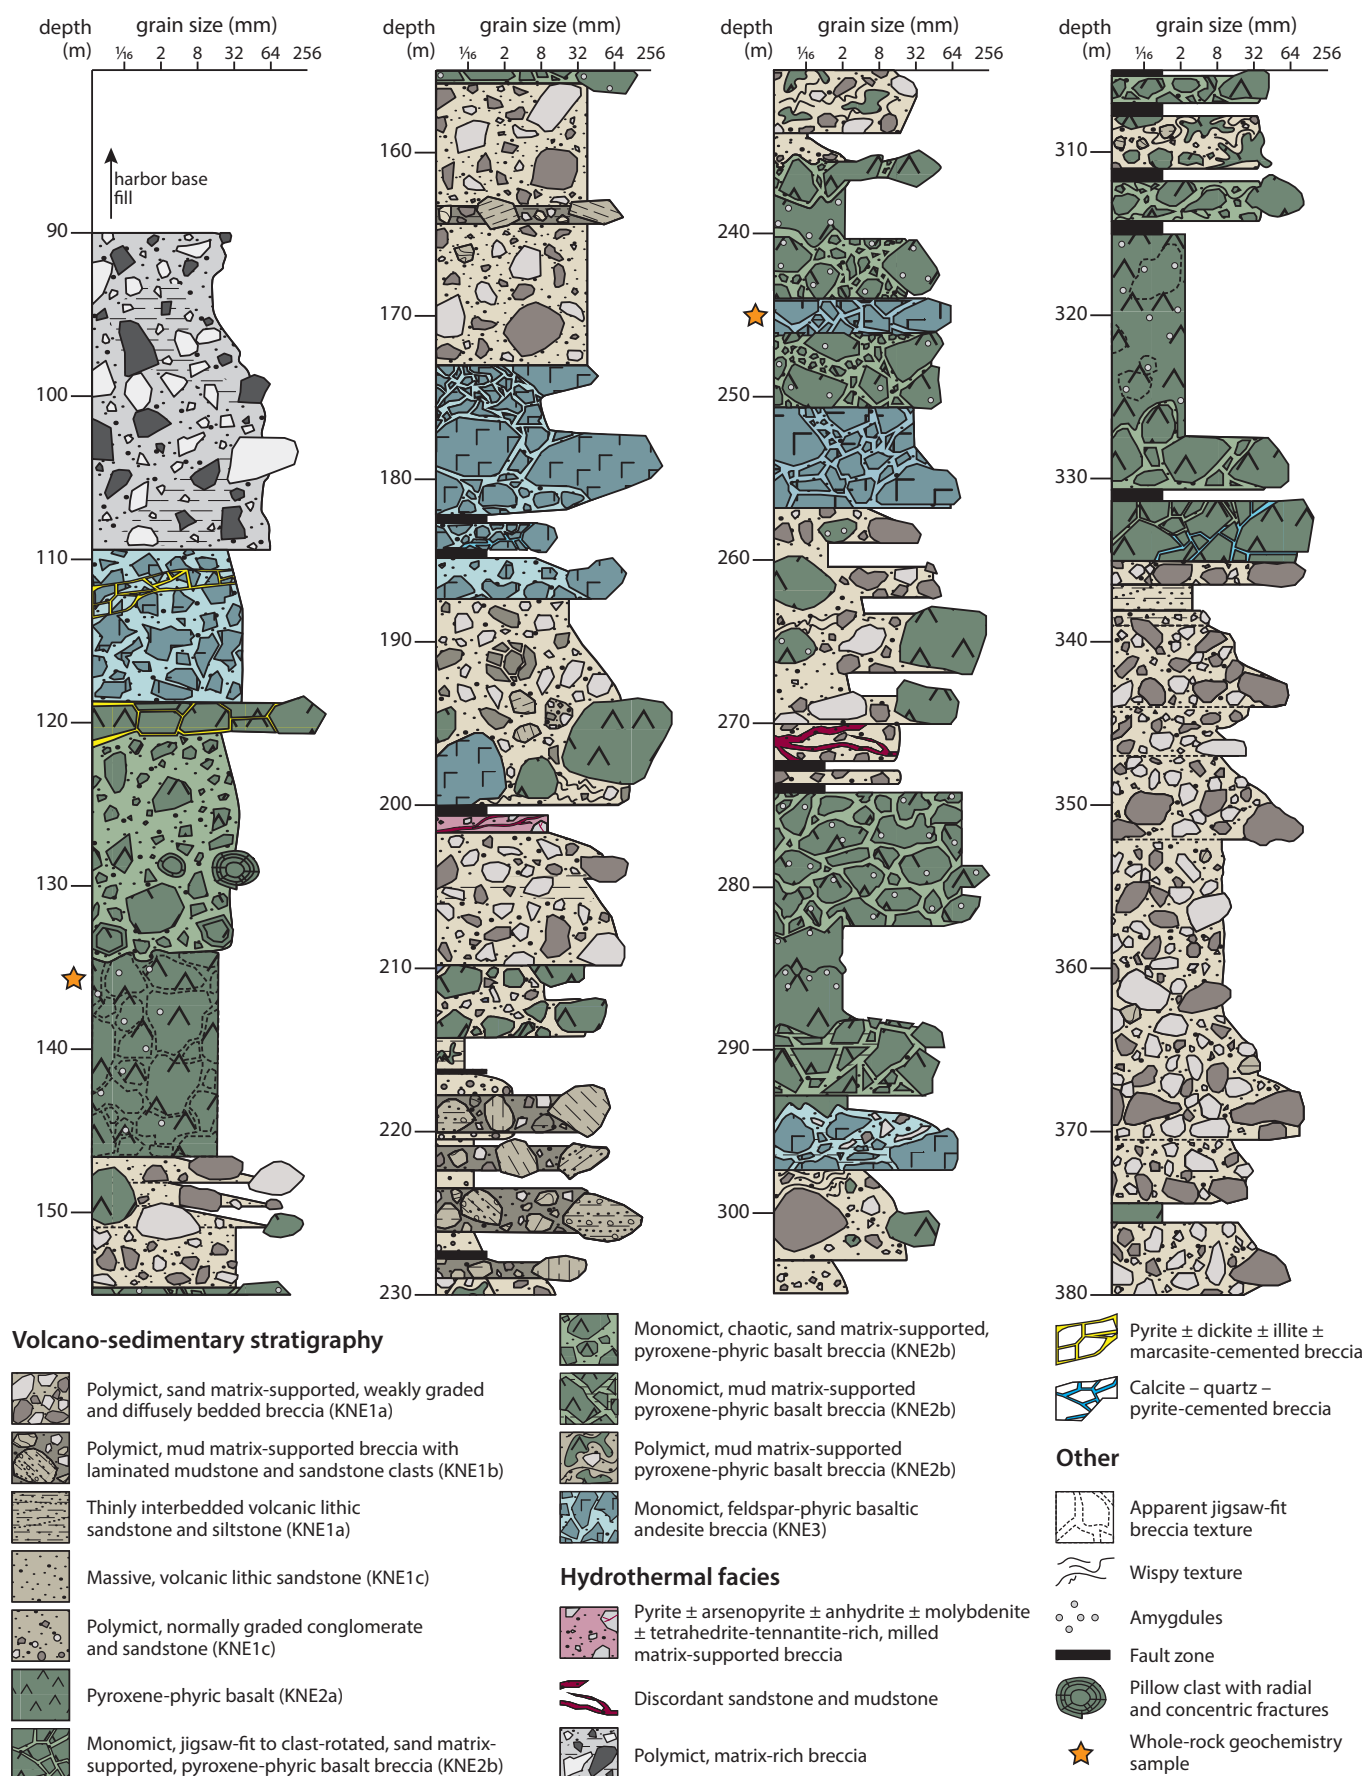 depth
(m)
grain size (mm)
1⁄16 2 8 32 64 256
harbor base
fill
90
100
110
120
130
140
150
depth
(m)
grain size (mm)
1⁄16 2 8 32 64 256
160
170
180
190
200
210
220
230
depth
(m)
grain size (mm)
1⁄16 2 8 32 64 256
240
250
260
270
280
290
300
depth
(m)
grain size (mm)
1⁄16 2 8 32 64 256
310
320
330
340
350
360
370
380
Volcano-sedimentary stratigraphy
Polymict, sand matrix-supported, weakly graded
and diffusely bedded breccia (KNE1a)
Polymict, mud matrix-supported breccia with
laminated mudstone and sandstone clasts (KNE1b)
Thinly interbedded volcanic lithic
sandstone and siltstone (KNE1a)
Massive, volcanic lithic sandstone (KNE1c)
Polymict, normally graded conglomerate
and sandstone (KNE1c)
Pyroxene-phyric basalt (KNE2a)
Monomict, jigsaw-fit to clast-rotated, sand matrix-
supported, pyroxene-phyric basalt breccia (KNE2b)
Monomict, chaotic, sand matrix-supported,
pyroxene-phyric basalt breccia (KNE2b)
Monomict, mud matrix-supported
pyroxene-phyric basalt breccia (KNE2b)
Polymict, mud matrix-supported
pyroxene-phyric basalt breccia (KNE2b)
Monomict, feldspar-phyric basaltic
andesite breccia (KNE3)
Hydrothermal facies
Pyrite ± arsenopyrite ± anhydrite ± molybdenite
± tetrahedrite-tennantite-rich, milled
matrix-supported breccia
Discordant sandstone and mudstone
Polymict, matrix-rich breccia
Pyrite ± dickite ± illite ±
marcasite-cemented breccia
Calcite – quartz –
pyrite-cemented breccia
Other
Apparent jigsaw-fit
breccia texture
Wispy texture
Amygdules
Fault zone
Pillow clast with radial
and concentric fractures
Whole-rock geochemistry
sample